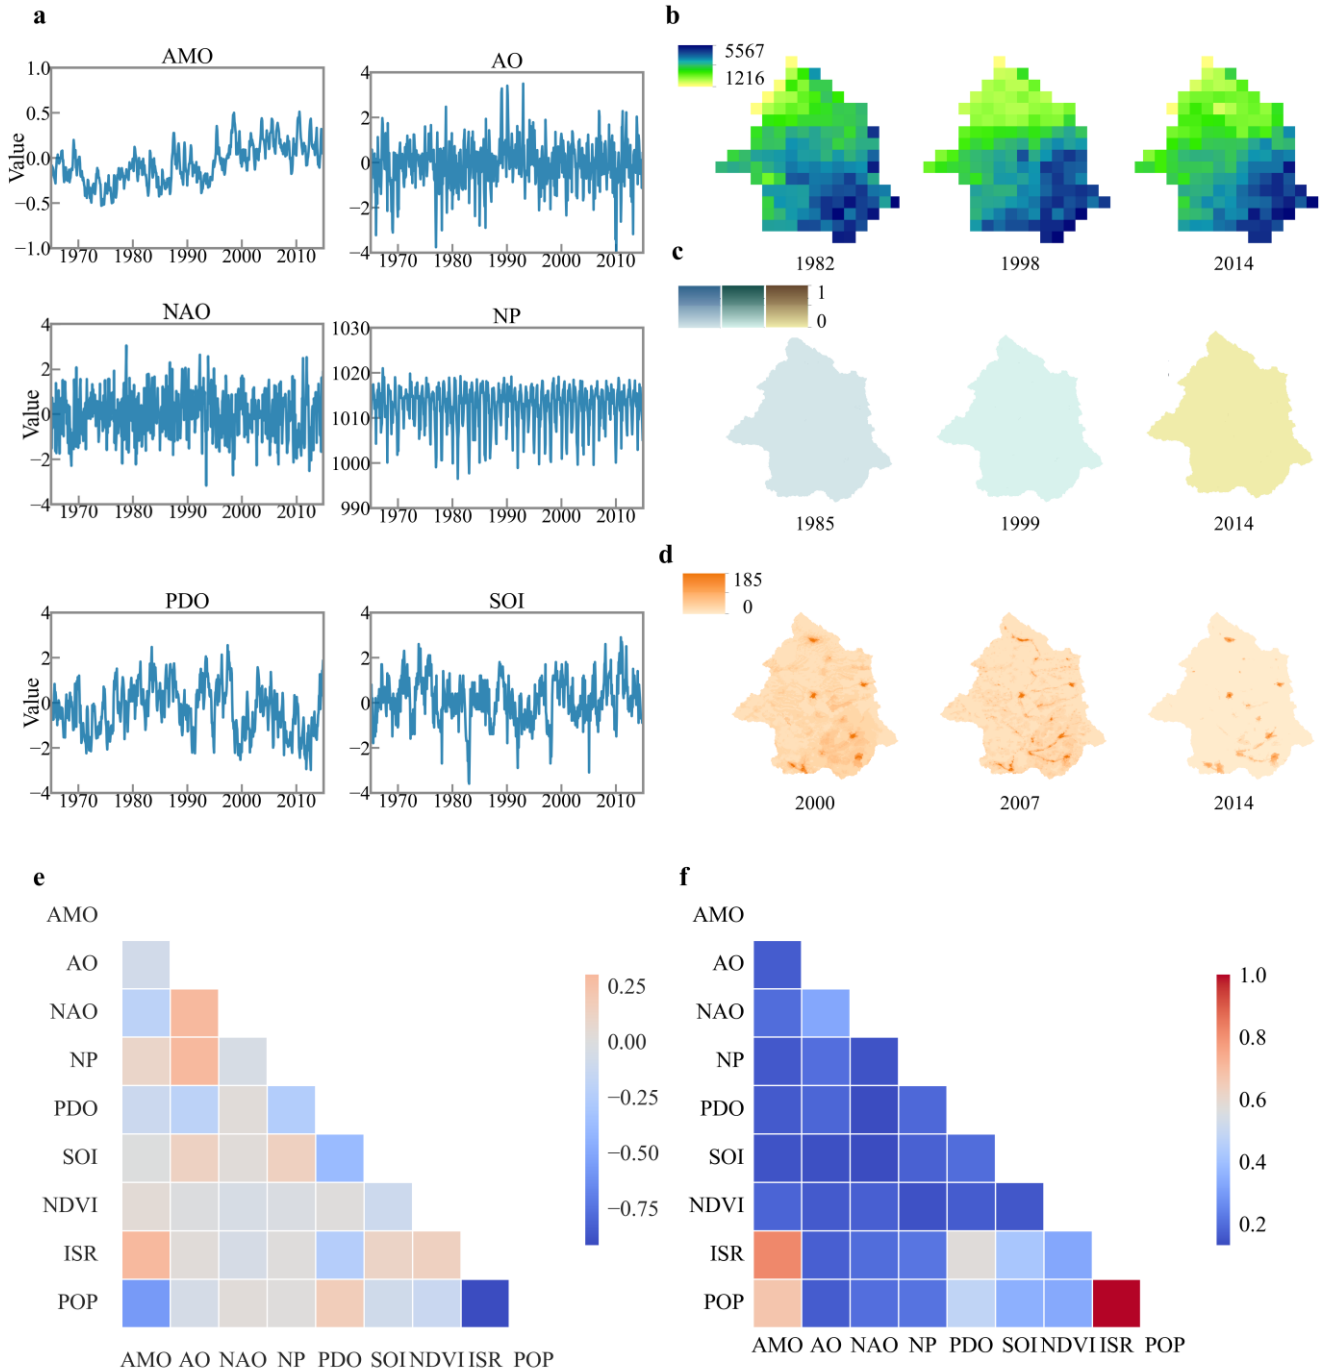 a
AMO
Value
1.0
0.5
0.0
−0.5
−1.0
1970 1980 1990 2000 2010
AO
4
2
0
−2
−4
1970 1980 1990 2000 2010
NAO
Value
4
2
0
−2
−4
1970 1980 1990 2000 2010
NP
1030
1020
1010
1000
990
1970 1980 1990 2000 2010
PDO
Value
4
2
0
−2
−4
1970 1980 1990 2000 2010
SOI
4
2
0
−2
−4
1970 1980 1990 2000 2010
b
5567
1216
1982 1998 2014
c
1
0
1985 1999 2014
d
185
0
2000 2007 2014
e
AMO
AO
NAO
NP
PDO
SOI
NDVI
ISR
POP
AMO AO NAO NP PDO SOI NDVI ISR POP
0.25
0.00
−0.25
−0.50
−0.75
f
AMO
AO
NAO
NP
PDO
SOI
NDVI
ISR
POP
AMO AO NAO NP PDO SOI NDVI ISR POP
1.0
0.8
0.6
0.4
0.2